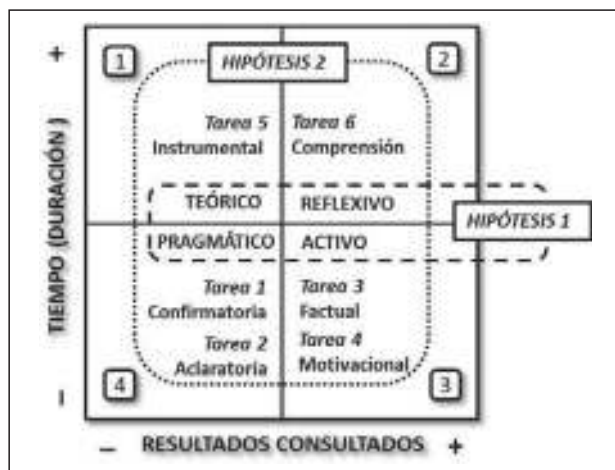 +
1
HIPÓTESIS 2
2
Tarea 5
Instrumental
Tarea 6
Comprensión
TEÓRICO
REFLEXIVO
HIPÓTESIS 1
PRAGMÁTICO
ACTIVO
Tarea 1
Confirmatoria
Tarea 2
Aclaratoria
Tarea 3
Factual
Tarea 4
Motivacional
4
3
TIEMPO (DURACIÓN)
–
– RESULTADOS CONSULTADOS +